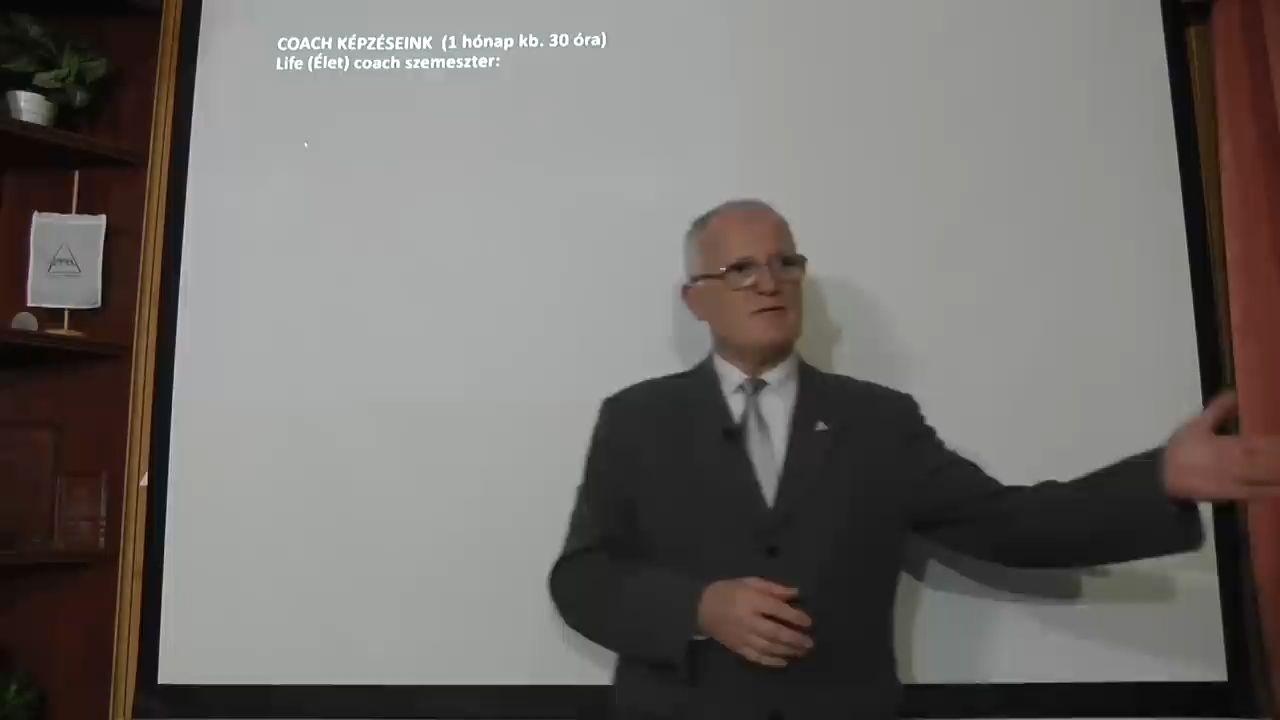 COACH KÉPZÉSEINK (1 hónap kb. 30 óra)
Life (Élet) coach szemeszter: